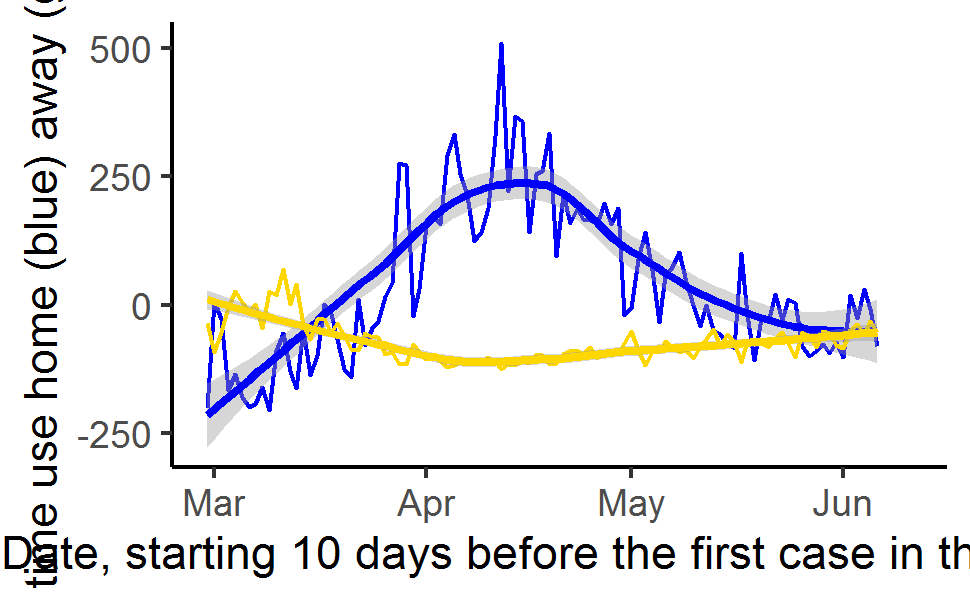 time use home (blue) away (
500
250
0
-250
Mar
Apr
May
Jun
Date, starting 10 days before the first case in th